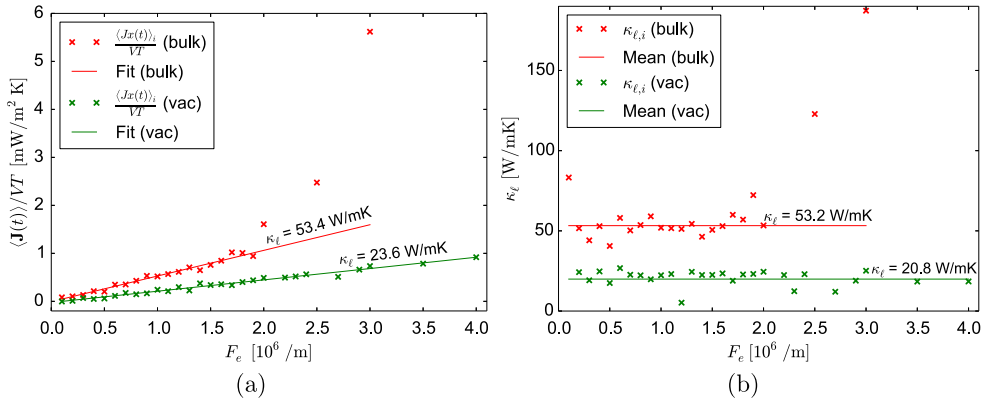 ⟨Jx(t)⟩i/VT (bulk)
Fit (bulk)
⟨Jx(t)⟩i/VT (vac)
Fit (vac)
κℓ = 53.4 W/mK
κℓ = 23.6 W/mK
⟨J(t)⟩/VT [mW/m² K]
6
5
4
3
2
1
0
0.0 0.5 1.0 1.5 2.0 2.5 3.0 3.5 4.0
Fe [10⁶ /m]
(a)
κℓ,i (bulk)
Mean (bulk)
κℓ,i (vac)
Mean (vac)
κℓ = 53.2 W/mK
κℓ = 20.8 W/mK
κℓ [W/mK]
150
100
50
0
0.0 0.5 1.0 1.5 2.0 2.5 3.0 3.5 4.0
Fe [10⁶ /m]
(b)